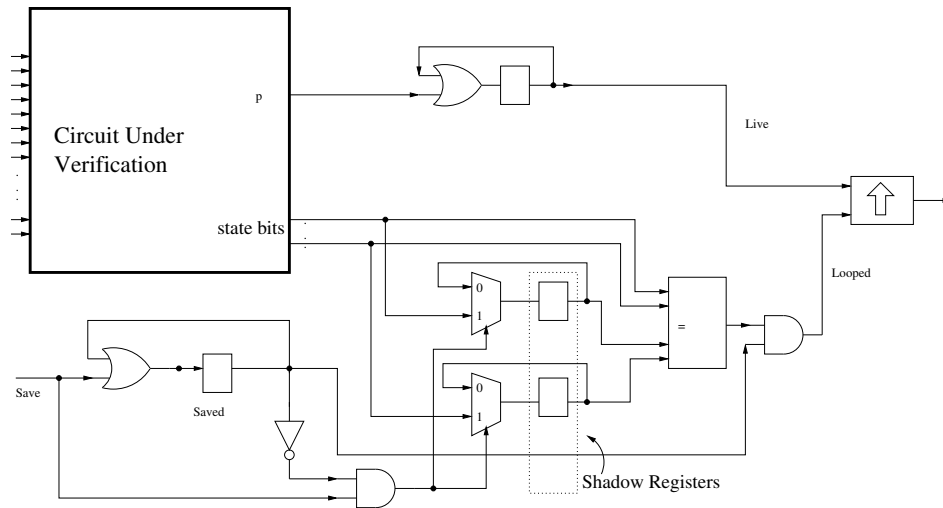 p
Circuit Under
Verification
Live
state bits
Looped
0
1
=
0
1
Save
Saved
Shadow Registers